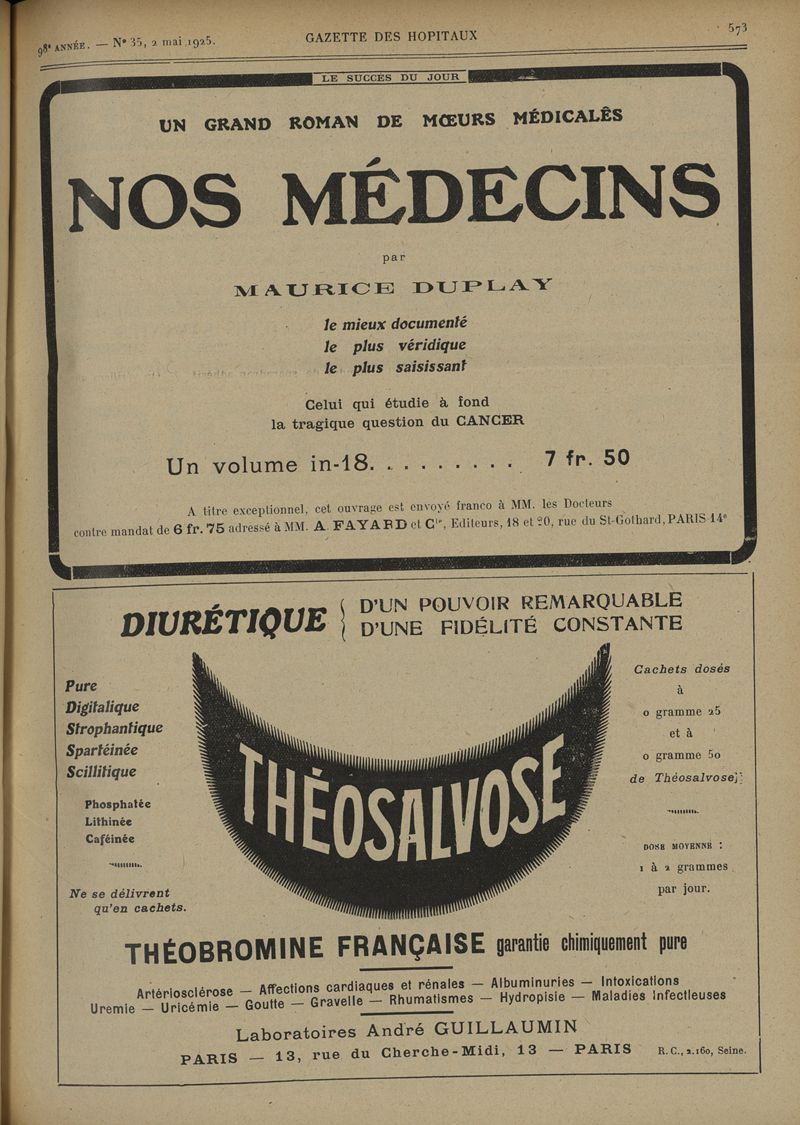 98e ANNÉE. — No 35, 2 mai 1925.
GAZETTE DES HOPITAUX
573
LE SUCCÈS DU JOUR
UN GRAND ROMAN DE MŒURS MÉDICALÊS
NOS MÉDECINS
par
MAURICE DUPLAY
le mieux documenté
le plus véridique
le plus saisissant
Celui qui étudie à fond
la tragique question du CANCER
Un volume in-18. . . . . . . . . . 7 fr. 50
A titre exceptionnel, cet ouvrage est envoyé franco à MM. les Docteurs
contre mandat de 6 fr. 75 adressé à MM. A. FAYARD et Cie, Editeurs, 18 et 20, rue du St-Gothard, PARIS-14e
DIURÉTIQUE
D'UN POUVOIR REMARQUABLE
D'UNE FIDÉLITÉ CONSTANTE
Pure
Digitalique
Strophantique
Spartéinée
Scillitique
Phosphatée
Lithinée
Caféinée
Ne se délivrent
qu'en cachets.
THÉOSALVOSE
Cachets dosés
à
0 gramme 25
et à
0 gramme 50
de Théosalvose
DOSE MOYENNE :
1 à 2 grammes
par jour.
THÉOBROMINE FRANÇAISE garantie chimiquement pure
Artériosclérose — Affections cardiaques et rénales — Albuminuries — Intoxications
Uremie — Uricémie — Goutte — Gravelle — Rhumatismes — Hydropisie — Maladies Infectieuses
Laboratoires André GUILLAUMIN
PARIS — 13, rue du Cherche-Midi, 13 — PARIS R. C., 2.160, Seine.